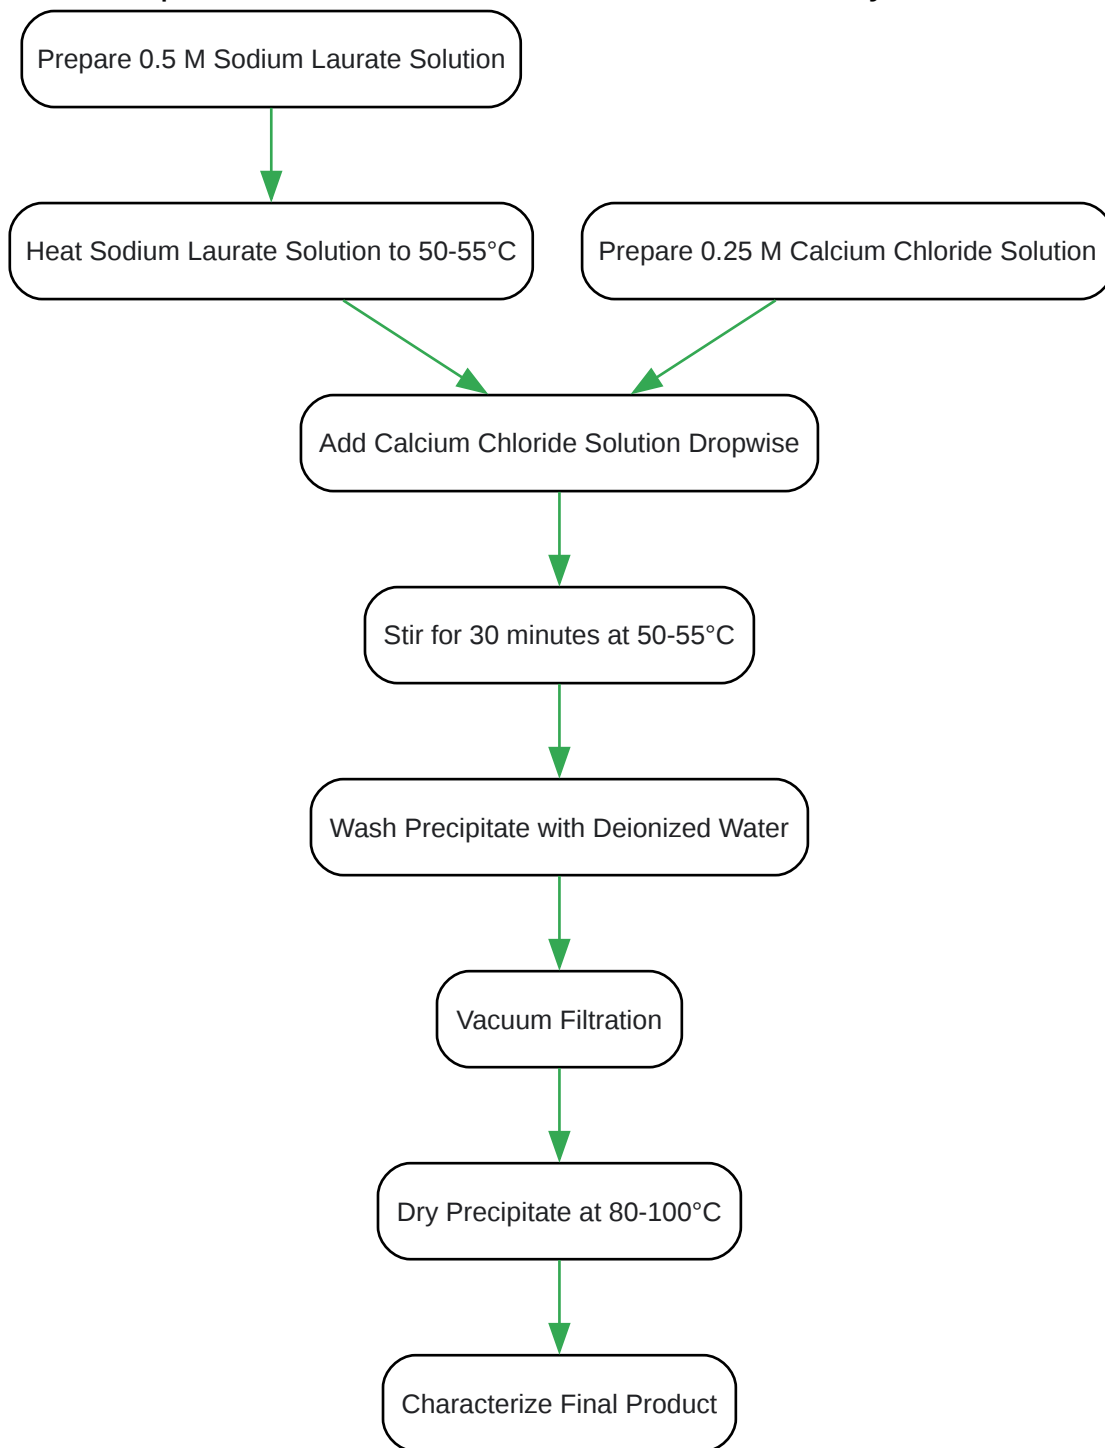 Prepare 0.5 M Sodium Laurate Solution
Heat Sodium Laurate Solution to 50-55°C
Prepare 0.25 M Calcium Chloride Solution
Add Calcium Chloride Solution Dropwise
Stir for 30 minutes at 50-55°C
Wash Precipitate with Deionized Water
Vacuum Filtration
Dry Precipitate at 80-100°C
Characterize Final Product